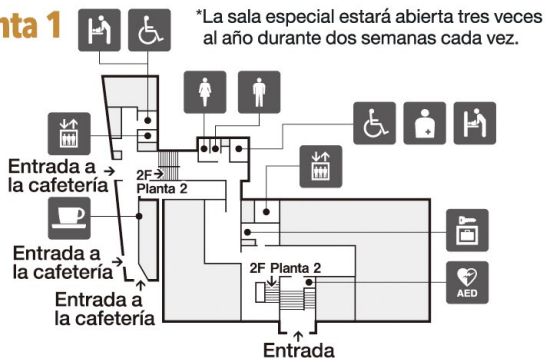 nta 1
*La sala especial estará abierta tres veces
al año durante dos semanas cada vez.
Entrada a
la cafetería
2F
Planta 2
Entrada a
la cafetería
Entrada a
la cafetería
2F Planta 2
AED
Entrada